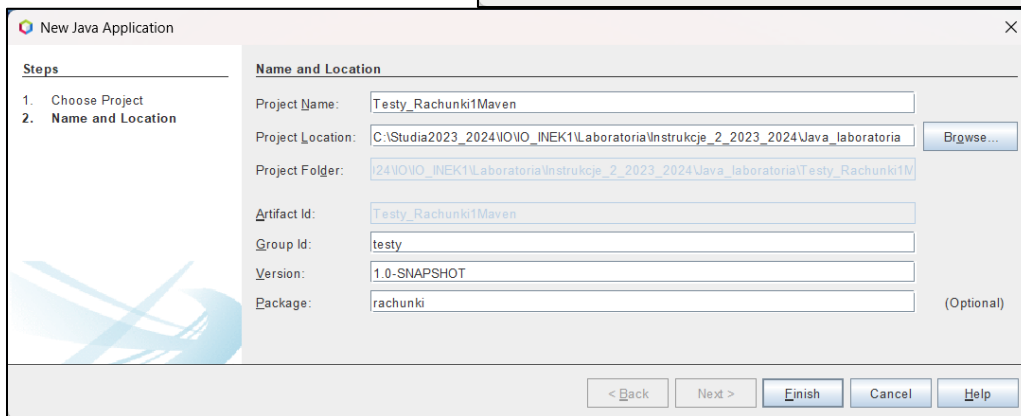 New Java Application
Steps
1. Choose Project
2. Name and Location
Name and Location
Project Name: Testy_Rachunki1Maven
Project Location: C:\Studia2023_2024\IO\IO_INEK1\Laboratoria\Instrukcje_2_2023_2024\Java_laboratoria Browse...
Project Folder: !24\IO\IO_INEK1\Laboratoria\Instrukcje_2_2023_2024\Java_laboratoria\Testy_Rachunki1M
Artifact Id: Testy_Rachunki1Maven
Group Id: testy
Version: 1.0-SNAPSHOT
Package: rachunki (Optional)
< Back Next > Finish Cancel Help